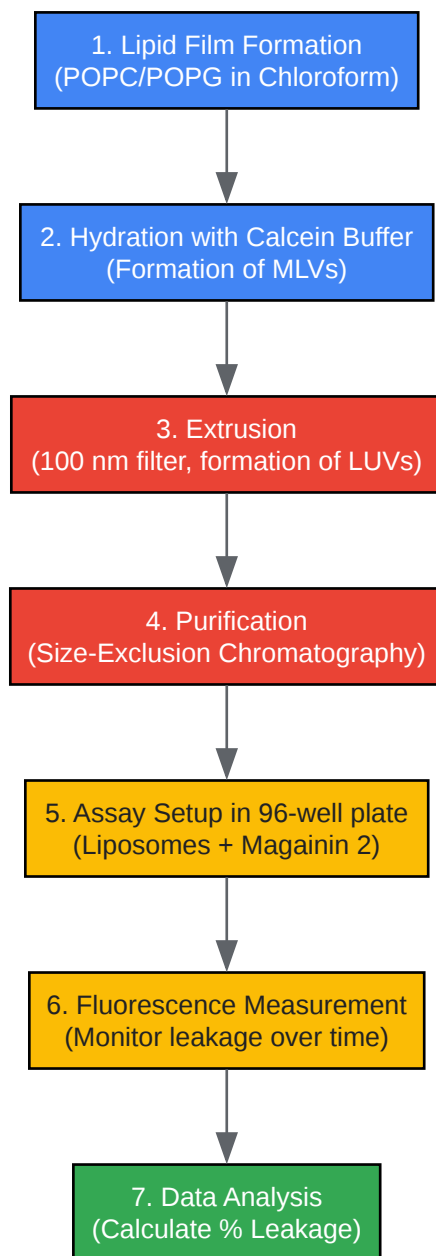 1. Lipid Film Formation
(POPC/POPG in Chloroform)
2. Hydration with Calcein Buffer
(Formation of MLVs)
3. Extrusion
(100 nm filter, formation of LUVs)
4. Purification
(Size-Exclusion Chromatography)
5. Assay Setup in 96-well plate
(Liposomes + Magainin 2)
6. Fluorescence Measurement
(Monitor leakage over time)
7. Data Analysis
(Calculate % Leakage)